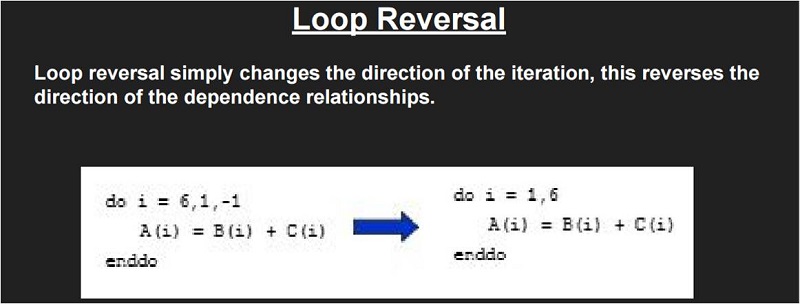 Loop Reversal
Loop reversal simply changes the direction of the iteration, this reverses the
direction of the dependence relationships.
do i = 6,1,-1
A(i) = B(i) + C(i)
enddo
do i = 1,6
A(i) = B(i) + C(i)
enddo